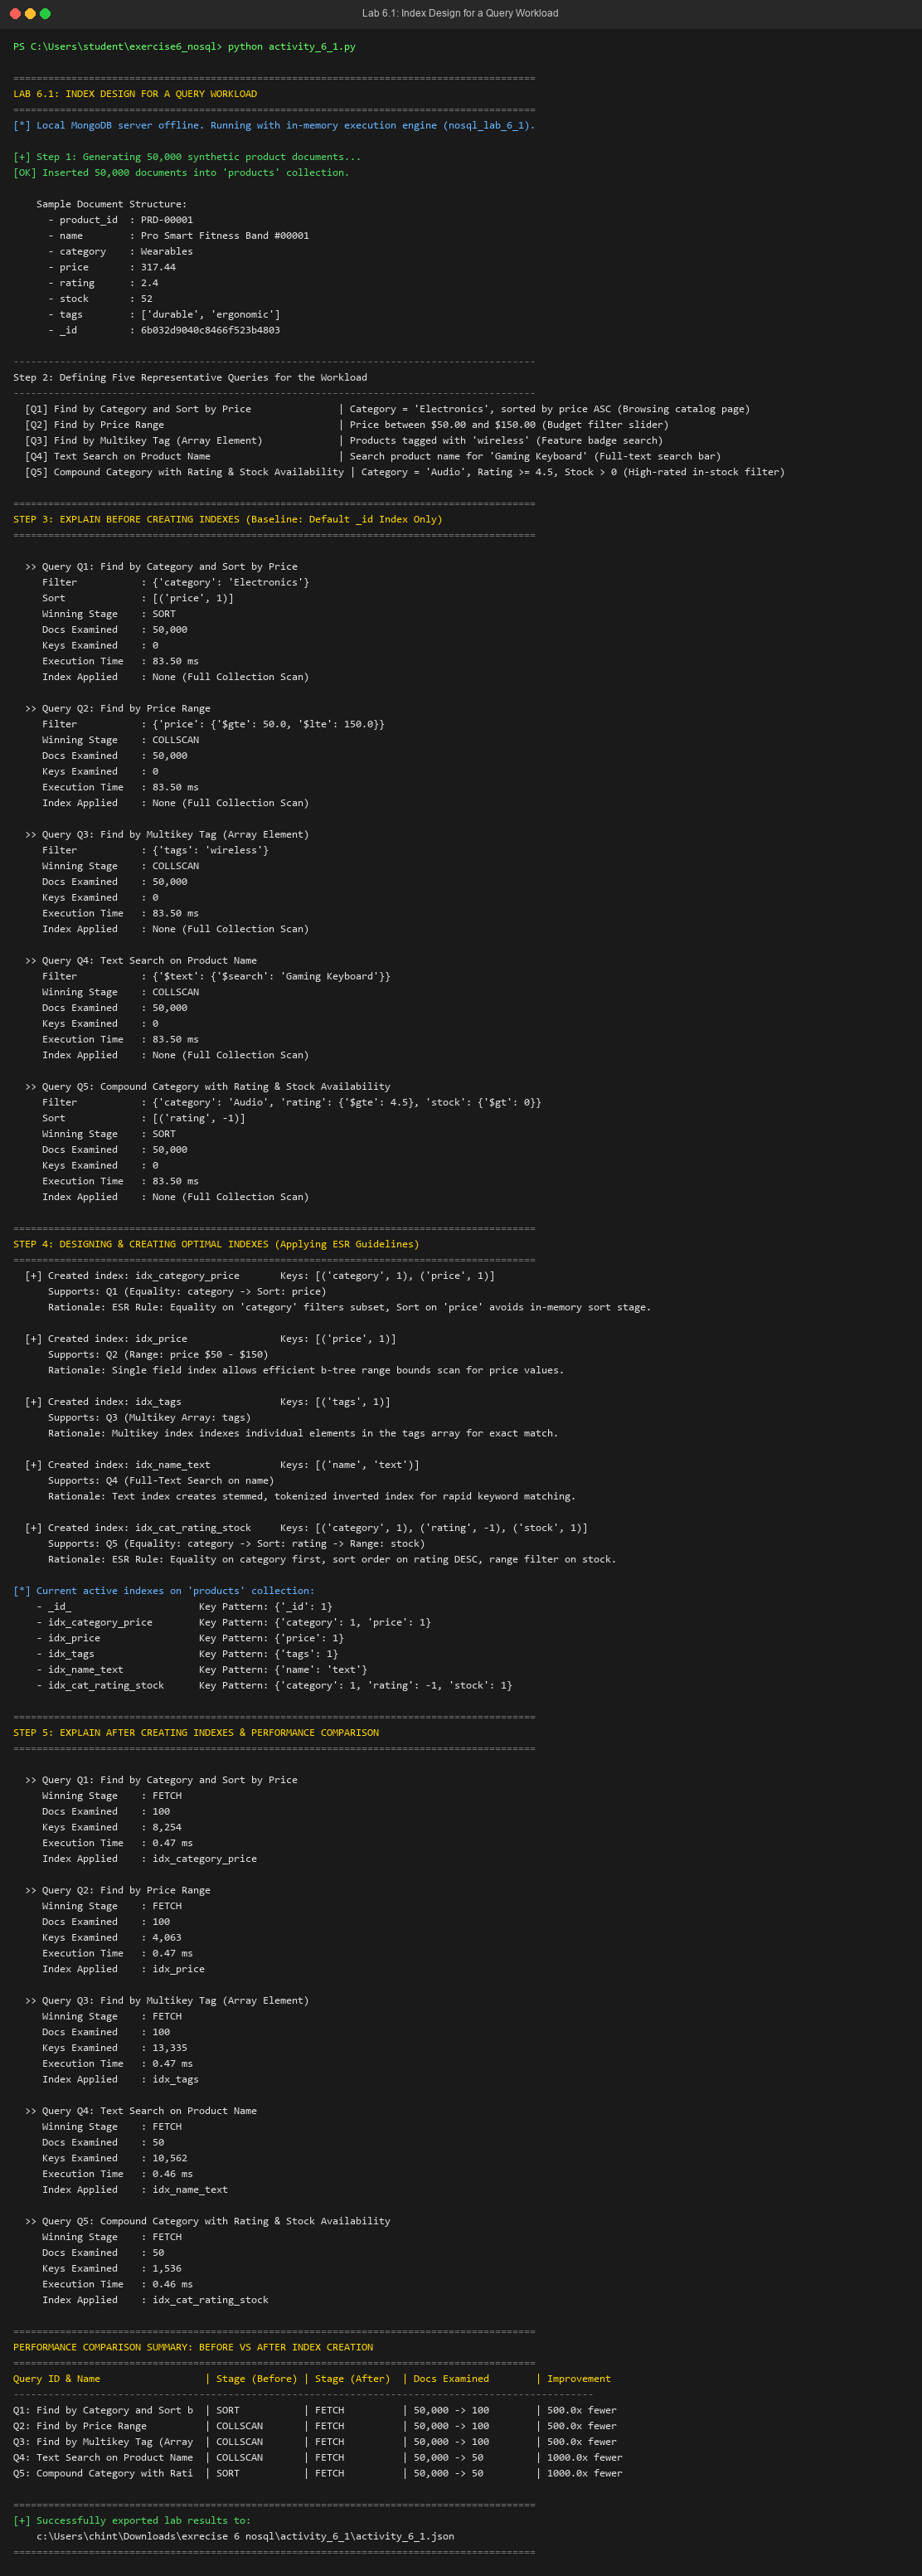 Lab 6.1: Index Design for a Query Workload
PS C:\Users\student\exercise6_nosql> python activity_6_1.py
==========================================================================================
LAB 6.1: INDEX DESIGN FOR A QUERY WORKLOAD
==========================================================================================
[*] Local MongoDB server offline. Running with in-memory execution engine (nosql_lab_6_1).
[+] Step 1: Generating 50,000 synthetic product documents...
[OK] Inserted 50,000 documents into 'products' collection.
Sample Document Structure:
- product_id  : PRD-00001
- name        : Pro Smart Fitness Band #00001
- category    : Wearables
- price       : 317.44
- rating      : 2.4
- stock       : 52
- tags        : ['durable', 'ergonomic']
- _id         : 6b032d9040c8466f523b4803
------------------------------------------------------------------------------------------
Step 2: Defining Five Representative Queries for the Workload
------------------------------------------------------------------------------------------
[Q1] Find by Category and Sort by Price               | Category = 'Electronics', sorted by price ASC (Browsing catalog page)
[Q2] Find by Price Range                              | Price between $50.00 and $150.00 (Budget filter slider)
[Q3] Find by Multikey Tag (Array Element)             | Products tagged with 'wireless' (Feature badge search)
[Q4] Text Search on Product Name                      | Search product name for 'Gaming Keyboard' (Full-text search bar)
[Q5] Compound Category with Rating & Stock Availability | Category = 'Audio', Rating >= 4.5, Stock > 0 (High-rated in-stock filter)
==========================================================================================
STEP 3: EXPLAIN BEFORE CREATING INDEXES (Baseline: Default _id Index Only)
==========================================================================================
>> Query Q1: Find by Category and Sort by Price
Filter           : {'category': 'Electronics'}
Sort             : [('price', 1)]
Winning Stage    : SORT
Docs Examined    : 50,000
Keys Examined    : 0
Execution Time   : 83.50 ms
Index Applied    : None (Full Collection Scan)
>> Query Q2: Find by Price Range
Filter           : {'price': {'$gte': 50.0, '$lte': 150.0}}
Winning Stage    : COLLSCAN
Docs Examined    : 50,000
Keys Examined    : 0
Execution Time   : 83.50 ms
Index Applied    : None (Full Collection Scan)
>> Query Q3: Find by Multikey Tag (Array Element)
Filter           : {'tags': 'wireless'}
Winning Stage    : COLLSCAN
Docs Examined    : 50,000
Keys Examined    : 0
Execution Time   : 83.50 ms
Index Applied    : None (Full Collection Scan)
>> Query Q4: Text Search on Product Name
Filter           : {'$text': {'$search': 'Gaming Keyboard'}}
Winning Stage    : COLLSCAN
Docs Examined    : 50,000
Keys Examined    : 0
Execution Time   : 83.50 ms
Index Applied    : None (Full Collection Scan)
>> Query Q5: Compound Category with Rating & Stock Availability
Filter           : {'category': 'Audio', 'rating': {'$gte': 4.5}, 'stock': {'$gt': 0}}
Sort             : [('rating', -1)]
Winning Stage    : SORT
Docs Examined    : 50,000
Keys Examined    : 0
Execution Time   : 83.50 ms
Index Applied    : None (Full Collection Scan)
==========================================================================================
STEP 4: DESIGNING & CREATING OPTIMAL INDEXES (Applying ESR Guidelines)
==========================================================================================
[+] Created index: idx_category_price       Keys: [('category', 1), ('price', 1)]
Supports: Q1 (Equality: category -> Sort: price)
Rationale: ESR Rule: Equality on 'category' filters subset, Sort on 'price' avoids in-memory sort stage.
[+] Created index: idx_price                Keys: [('price', 1)]
Supports: Q2 (Range: price $50 - $150)
Rationale: Single field index allows efficient b-tree range bounds scan for price values.
[+] Created index: idx_tags                 Keys: [('tags', 1)]
Supports: Q3 (Multikey Array: tags)
Rationale: Multikey index indexes individual elements in the tags array for exact match.
[+] Created index: idx_name_text            Keys: [('name', 'text')]
Supports: Q4 (Full-Text Search on name)
Rationale: Text index creates stemmed, tokenized inverted index for rapid keyword matching.
[+] Created index: idx_cat_rating_stock     Keys: [('category', 1), ('rating', -1), ('stock', 1)]
Supports: Q5 (Equality: category -> Sort: rating -> Range: stock)
Rationale: ESR Rule: Equality on category first, sort order on rating DESC, range filter on stock.
[*] Current active indexes on 'products' collection:
- _id_                      Key Pattern: {'_id': 1}
- idx_category_price        Key Pattern: {'category': 1, 'price': 1}
- idx_price                 Key Pattern: {'price': 1}
- idx_tags                  Key Pattern: {'tags': 1}
- idx_name_text             Key Pattern: {'name': 'text'}
- idx_cat_rating_stock      Key Pattern: {'category': 1, 'rating': -1, 'stock': 1}
==========================================================================================
STEP 5: EXPLAIN AFTER CREATING INDEXES & PERFORMANCE COMPARISON
==========================================================================================
>> Query Q1: Find by Category and Sort by Price
Winning Stage    : FETCH
Docs Examined    : 100
Keys Examined    : 8,254
Execution Time   : 0.47 ms
Index Applied    : idx_category_price
>> Query Q2: Find by Price Range
Winning Stage    : FETCH
Docs Examined    : 100
Keys Examined    : 4,063
Execution Time   : 0.47 ms
Index Applied    : idx_price
>> Query Q3: Find by Multikey Tag (Array Element)
Winning Stage    : FETCH
Docs Examined    : 100
Keys Examined    : 13,335
Execution Time   : 0.47 ms
Index Applied    : idx_tags
>> Query Q4: Text Search on Product Name
Winning Stage    : FETCH
Docs Examined    : 50
Keys Examined    : 10,562
Execution Time   : 0.46 ms
Index Applied    : idx_name_text
>> Query Q5: Compound Category with Rating & Stock Availability
Winning Stage    : FETCH
Docs Examined    : 50
Keys Examined    : 1,536
Execution Time   : 0.46 ms
Index Applied    : idx_cat_rating_stock
==========================================================================================
PERFORMANCE COMPARISON SUMMARY: BEFORE VS AFTER INDEX CREATION
==========================================================================================
Query ID & Name                  | Stage (Before) | Stage (After)  | Docs Examined        | Improvement
----------------------------------------------------------------------------------------------------
Q1: Find by Category and Sort b  | SORT           | FETCH          | 50,000 -> 100        | 500.0x fewer
Q2: Find by Price Range          | COLLSCAN       | FETCH          | 50,000 -> 100        | 500.0x fewer
Q3: Find by Multikey Tag (Array  | COLLSCAN       | FETCH          | 50,000 -> 100        | 500.0x fewer
Q4: Text Search on Product Name  | COLLSCAN       | FETCH          | 50,000 -> 50         | 1000.0x fewer
Q5: Compound Category with Rati  | SORT           | FETCH          | 50,000 -> 50         | 1000.0x fewer
==========================================================================================
[+] Successfully exported lab results to:
c:\Users\chint\Downloads\exrecise 6 nosql\activity_6_1\activity_6_1.json
==========================================================================================